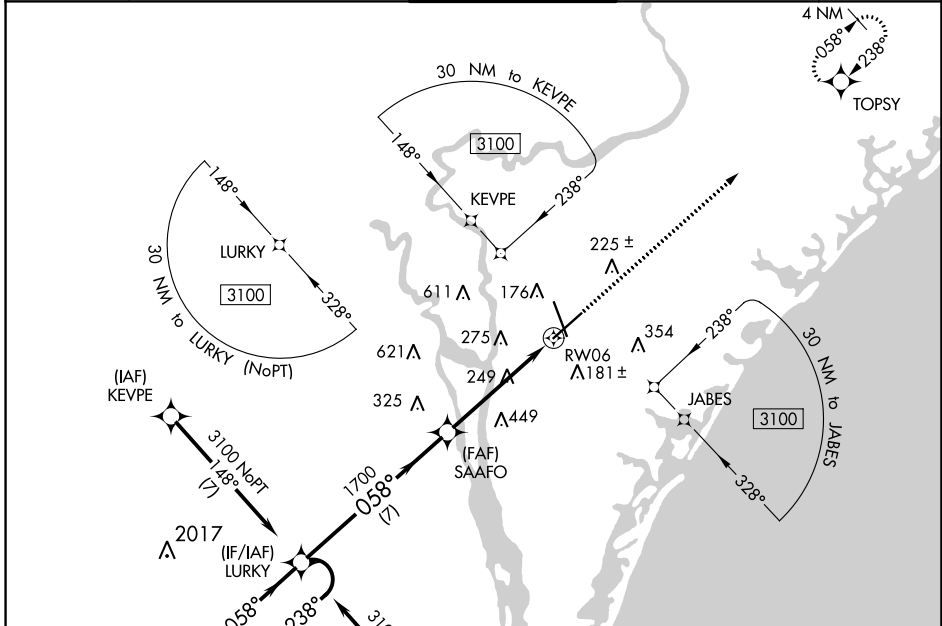 4 NM
058°
238°
TOPSY
30 NM to KEVPE
3100
148°
238°
KEVPE
148°
LURKY
3100
328°
30 NM to LURKY (NoPT)
225 ±
611
176
275
354
621
RW06
249
181 ±
325
449
238°
30 NM to JABES
JABES
3100
328°
(IAF)
KEVPE
3100 NoPT
148°
(7)
(FAF)
SAAFO
1700
058°
(7)
2017
(IF/IAF)
LURKY
058°
238°